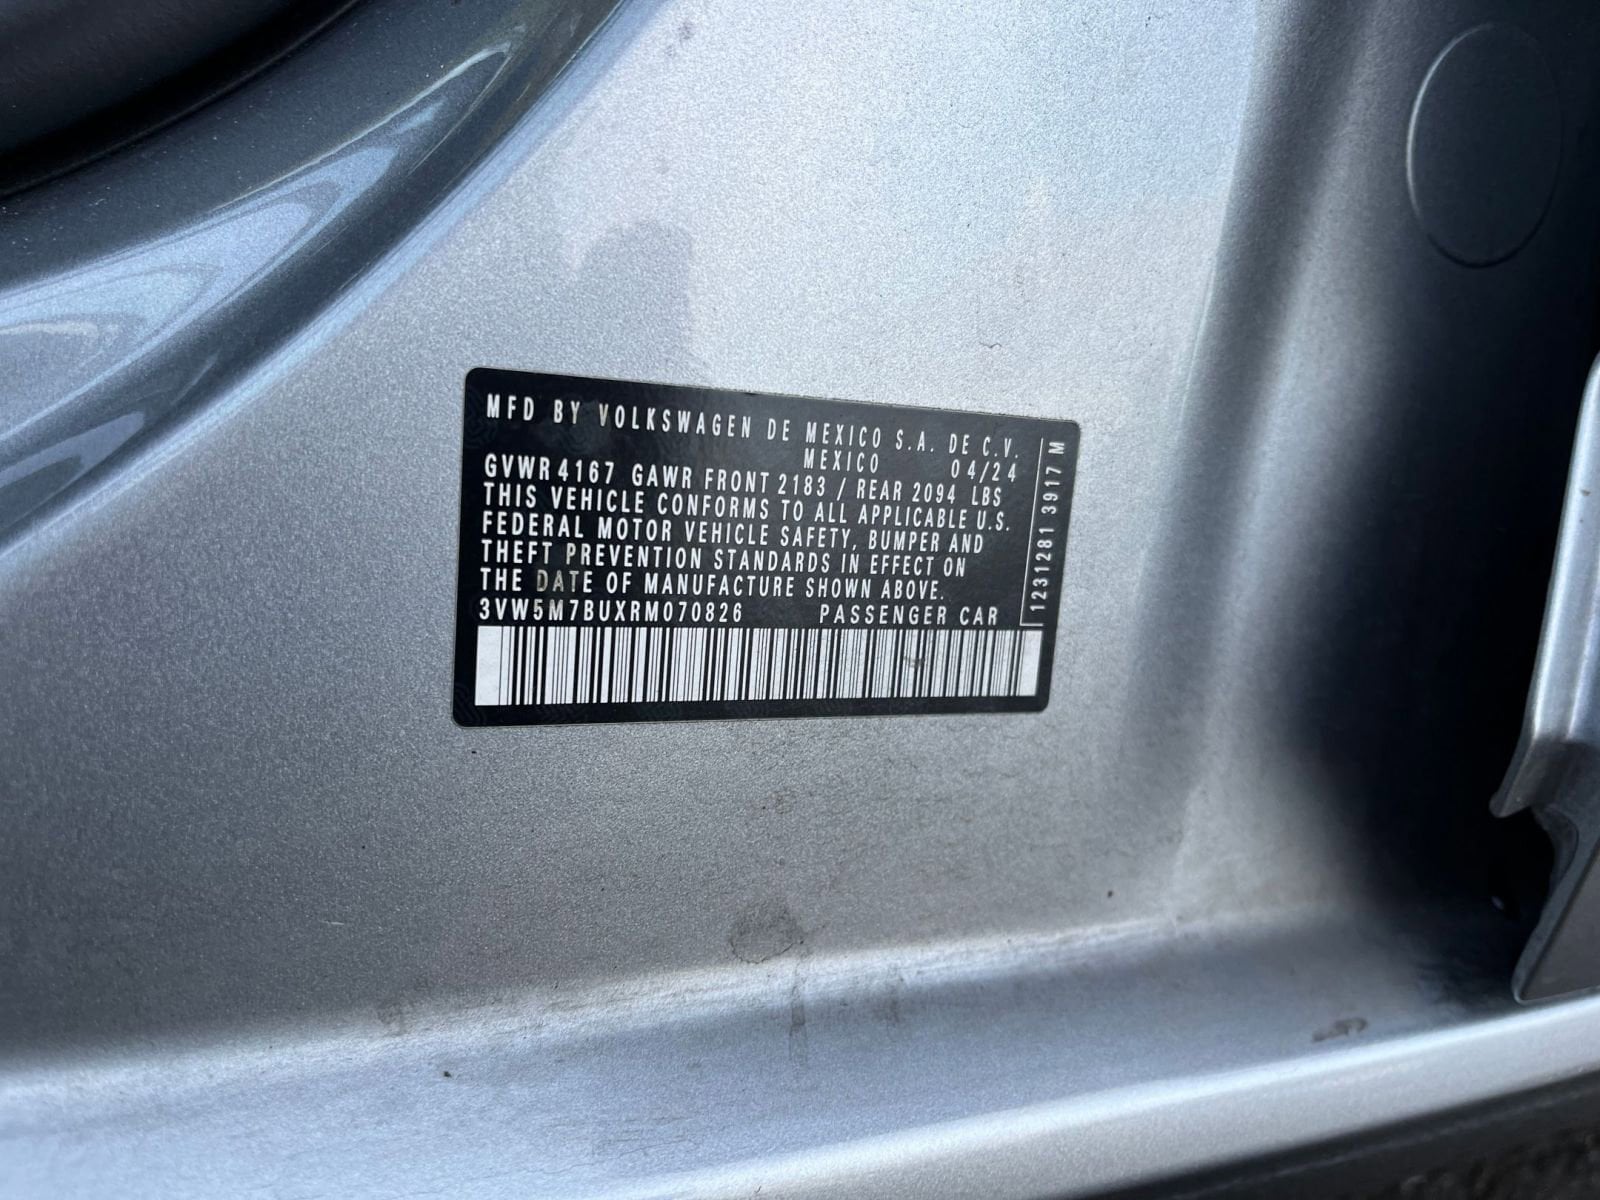 MFD BY VOLKSWAGEN DE MEXICO S.A. DE C.V.
MEXICO 04/24
GVWR 4167 GAWR FRONT 2183 / REAR 2094 LBS
THIS VEHICLE CONFORMS TO ALL APPLICABLE U.S.
FEDERAL MOTOR VEHICLE SAFETY, BUMPER AND
THEFT PREVENTION STANDARDS IN EFFECT ON
THE DATE OF MANUFACTURE SHOWN ABOVE.
3VW5M7BUXRM070826 PASSENGER CAR
1231281 3917 M